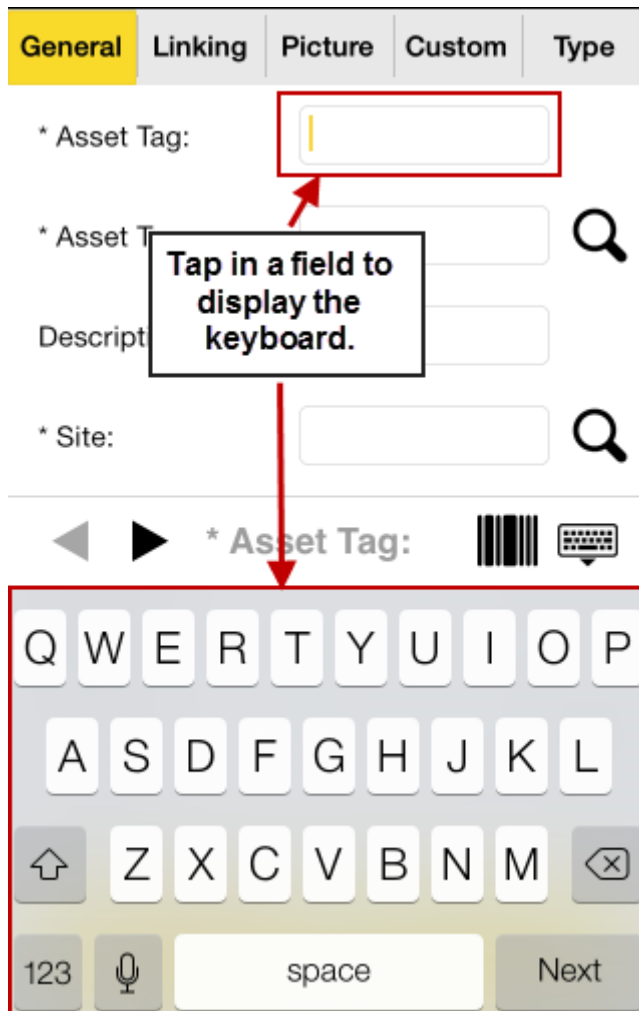 General Linking Picture Custom Type
* Asset Tag:
* Asset T
Tap in a field to
display the
Descripti
keyboard.
* Site:
* Asset Tag:
Q W E R T Y U I O P
A S D F G H J K L
Z X C V B N M
123 space Next